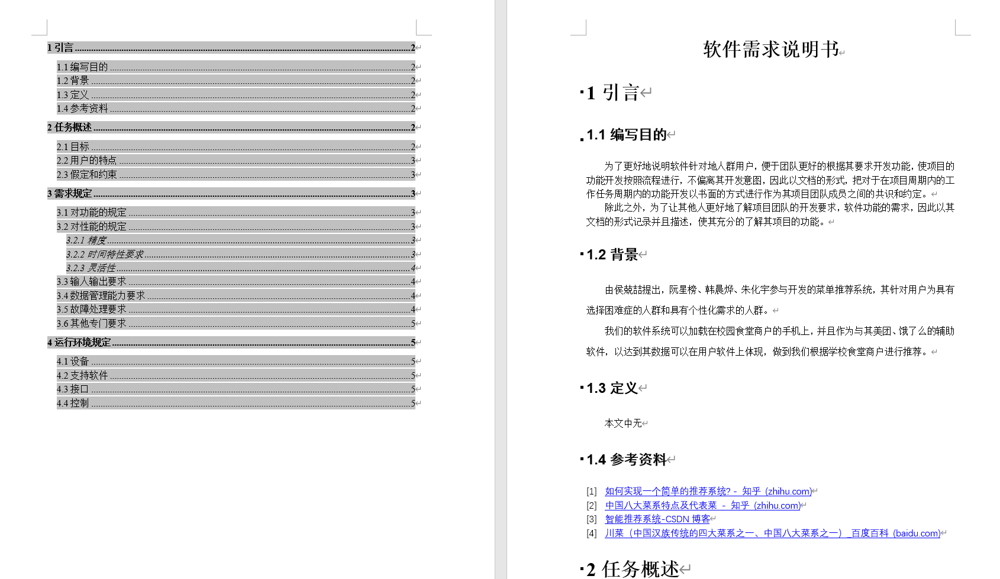 1 引言 2
1.1 编写目的 2
1.2 背景 2
1.3 定义 2
1.4 参考资料 2
2 任务概述 2
2.1 目标 2
2.2 用户的特点 3
2.3 假定和约束 3
3 需求规定 3
3.1 对功能的规定 3
3.2 对性能的规定 3
3.2.1 精度 3
3.2.2 时间特性要求 3
3.2.3 灵活性 4
3.3 输人输出要求 4
3.4 数据管理能力要求 4
3.5 故障处理要求 4
3.6 其他专门要求 5
4 运行环境规定 5
4.1 设备 5
4.2 支持软件 5
4.3 接口 5
4.4 控制 5
软件需求说明书
1 引言
1.1 编写目的
为了更好地说明软件针对地人群用户，便于团队更好的根据其要求开发功能，使项目的
功能开发按照流程进行，不偏离其开发意图，因此以文档的形式，把对于在项目周期内的工
作任务周期内的功能开发以书面的方式进行作为其项目团队成员之间的共识和约定。
除此之外，为了让其他人更好地了解项目团队的开发要求，软件功能的需求，因此以其
文档的形式记录并且描述，使其充分的了解其项目的功能。
1.2 背景
由侯兢喆提出，阮星榜、韩晨烨、朱化宇参与开发的菜单推荐系统，其针对用户为具有
选择困难症的人群和具有个性化需求的人群。
我们的软件系统可以加载在校园食堂商户的手机上，并且作为与其美团、饿了么的辅助
软件，以达到其数据可以在用户软件上体现，做到我们根据学校食堂商户进行推荐。
1.3 定义
本文中无
1.4 参考资料
[1] 如何实现一个简单的推荐系统? - 知乎 (zhihu.com)
[2] 中国八大菜系特点及代表菜 - 知乎 (zhihu.com)
[3] 智能推荐系统-CSDN 博客
[4] 川菜（中国汉族传统的四大菜系之一、中国八大菜系之一）_百度百科 (baidu.com)
2 任务概述